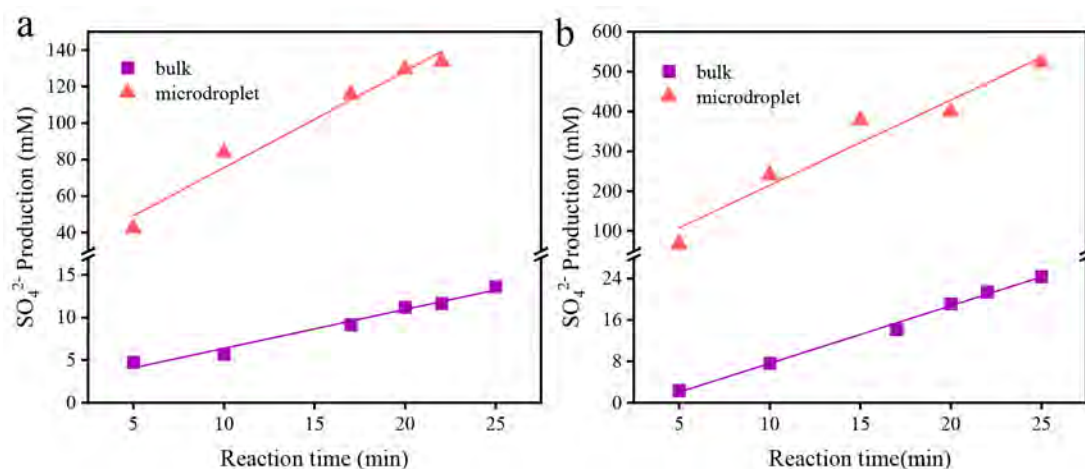 a
SO₄²⁻ Production (mM)
140
120
100
80
60
40
15
10
5
0
bulk
microdroplet
5 10 15 20 25
Reaction time (min)
b
SO₄²⁻ Production (mM)
600
500
400
300
200
100
24
16
8
0
bulk
microdroplet
5 10 15 20 25
Reaction time(min)